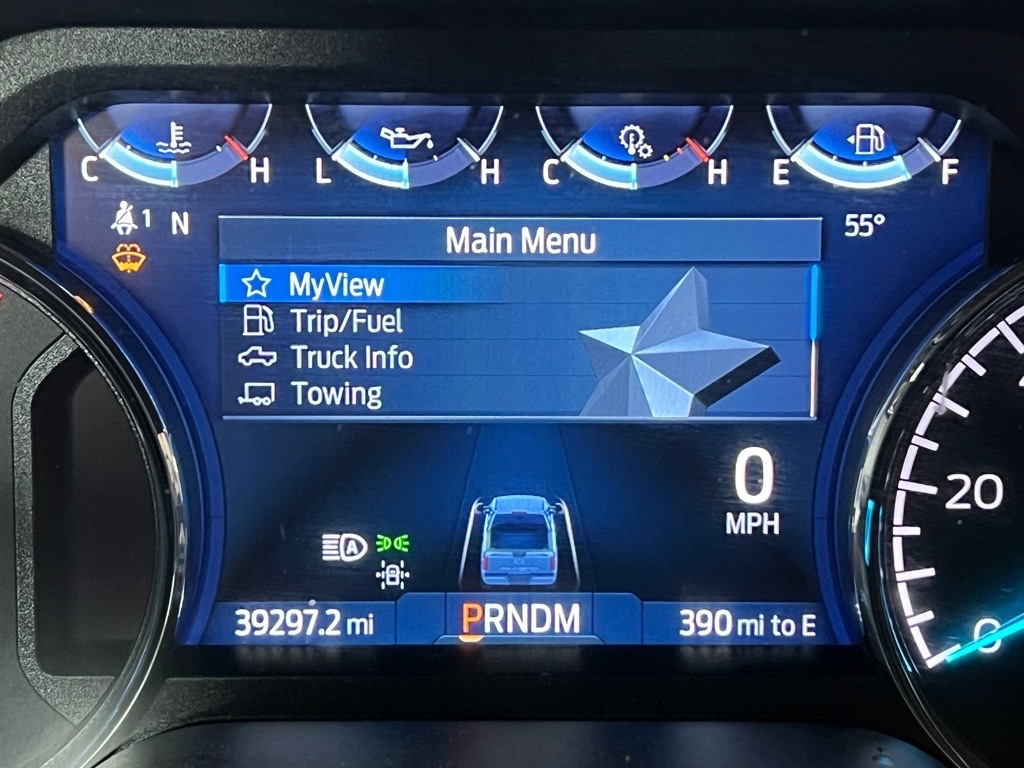 C H L H C H E F
1 N 55°
Main Menu
MyView
Trip/Fuel
Truck Info
Towing
0
MPH
20
A
39297.2 mi PRNDM 390 mi to E
0